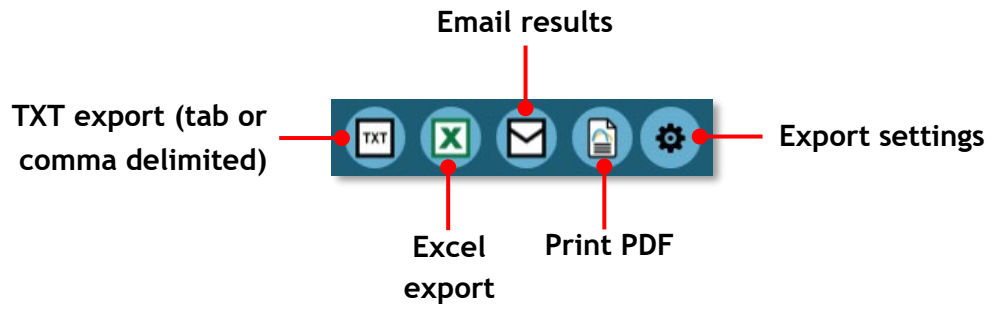 Email results
TXT export (tab or
comma delimited)
TXT
X
Export settings
Excel
export
Print PDF